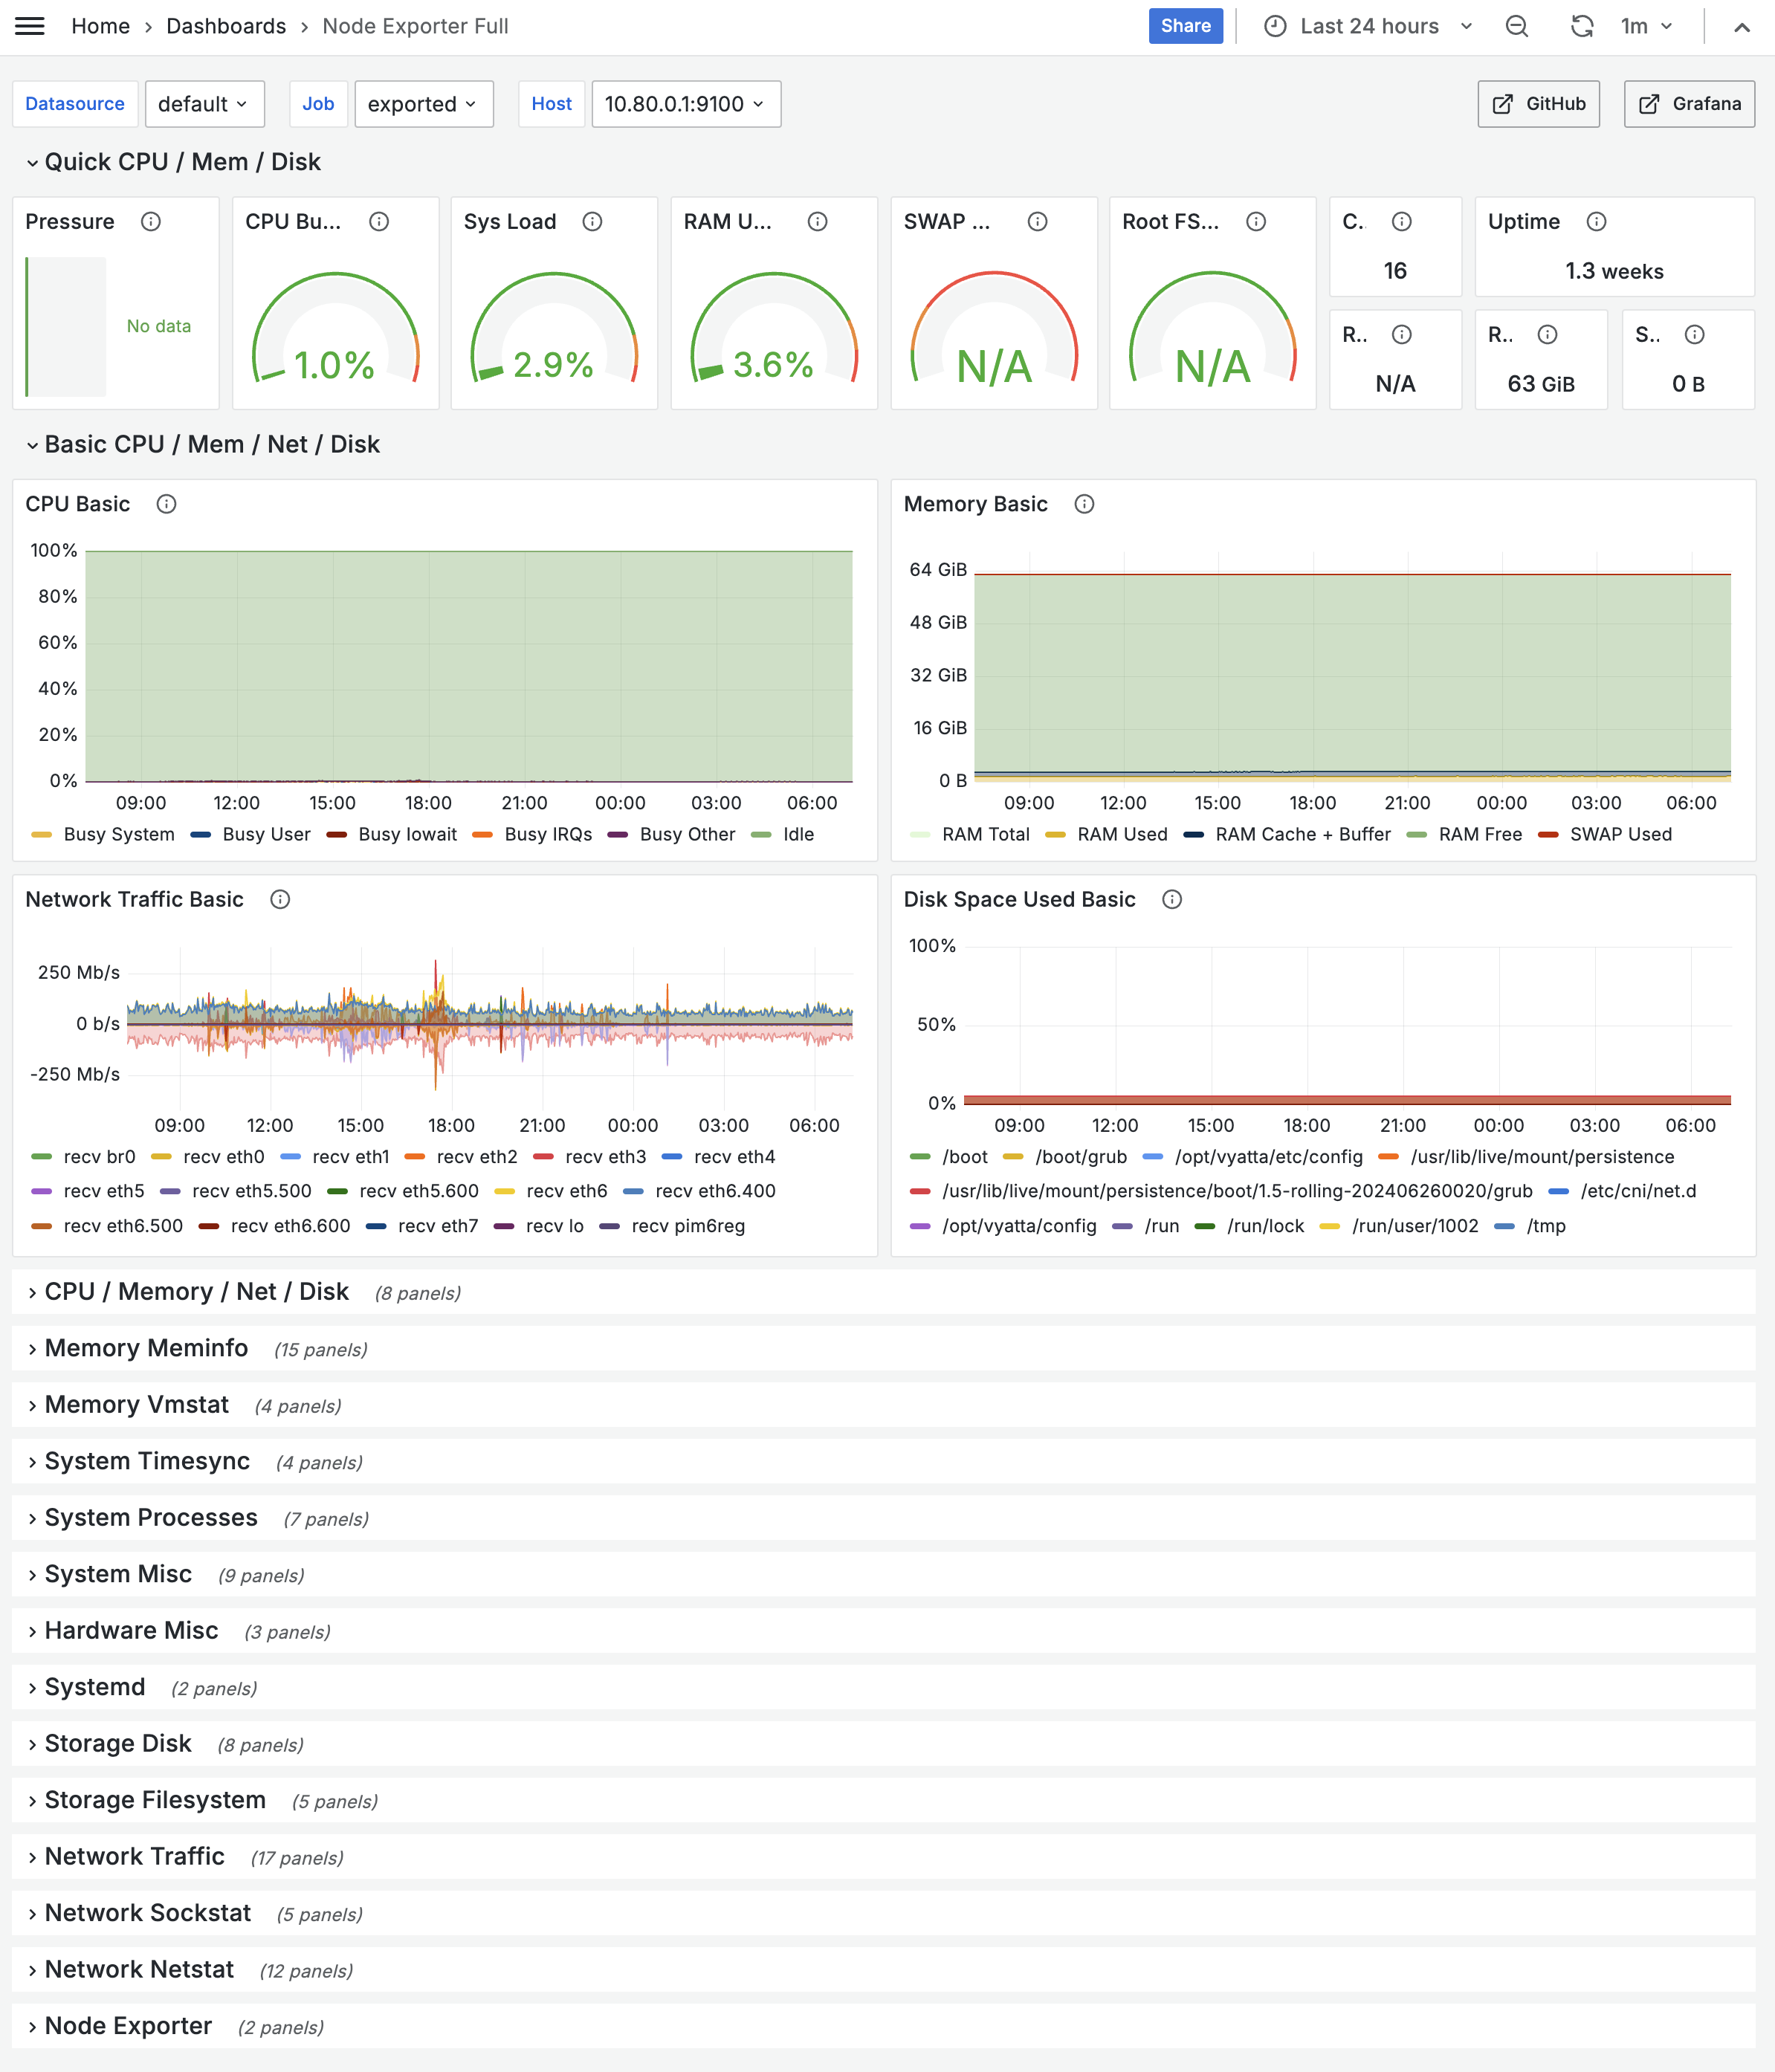 Home › Dashboards › Node Exporter Full
Share
Last 24 hours
1m
Datasource default Job exported Host 10.80.0.1:9100
GitHub Grafana
Quick CPU / Mem / Disk
Pressure
No data
CPU Bu...
1.0%
Sys Load
2.9%
RAM U...
3.6%
SWAP ...
N/A
Root FS...
N/A
C..
16
Uptime
1.3 weeks
R..
N/A
R..
63 GiB
S..
0 B
Basic CPU / Mem / Net / Disk
CPU Basic
100%
80%
60%
40%
20%
0%
09:00 12:00 15:00 18:00 21:00 00:00 03:00 06:00
Busy System Busy User Busy Iowait Busy IRQs Busy Other Idle
Memory Basic
64 GiB
48 GiB
32 GiB
16 GiB
0 B
09:00 12:00 15:00 18:00 21:00 00:00 03:00 06:00
RAM Total RAM Used RAM Cache + Buffer RAM Free SWAP Used
Network Traffic Basic
250 Mb/s
0 b/s
-250 Mb/s
09:00 12:00 15:00 18:00 21:00 00:00 03:00 06:00
recv br0 recv eth0 recv eth1 recv eth2 recv eth3 recv eth4
recv eth5 recv eth5.500 recv eth5.600 recv eth6 recv eth6.400
recv eth6.500 recv eth6.600 recv eth7 recv lo recv pim6reg
Disk Space Used Basic
100%
50%
0%
09:00 12:00 15:00 18:00 21:00 00:00 03:00 06:00
/boot /boot/grub /opt/vyatta/etc/config /usr/lib/live/mount/persistence
/usr/lib/live/mount/persistence/boot/1.5-rolling-202406260020/grub /etc/cni/net.d
/opt/vyatta/config /run /run/lock /run/user/1002 /tmp
CPU / Memory / Net / Disk (8 panels)
Memory Meminfo (15 panels)
Memory Vmstat (4 panels)
System Timesync (4 panels)
System Processes (7 panels)
System Misc (9 panels)
Hardware Misc (3 panels)
Systemd (2 panels)
Storage Disk (8 panels)
Storage Filesystem (5 panels)
Network Traffic (17 panels)
Network Sockstat (5 panels)
Network Netstat (12 panels)
Node Exporter (2 panels)